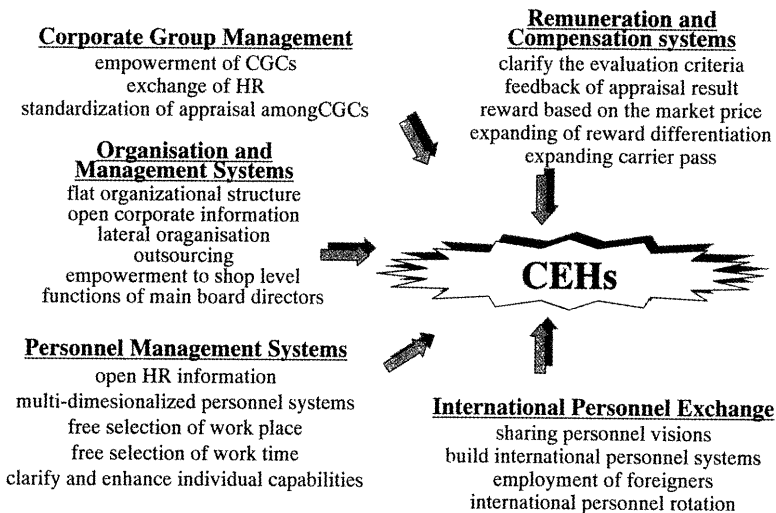 Corporate Group Management
empowerment of CGCs
exchange of HR
standardization of appraisal amongCGCs
Remuneration and
Compensation systems
clarify the evaluation criteria
feedback of appraisal result
reward based on the market price
expanding of reward differentiation
expanding carrier pass
Organisation and
Management Systems
flat organizational structure
open corporate information
lateral oraganisation
outsourcing
empowerment to shop level
functions of main board directors
CEHs
Personnel Management Systems
open HR information
multi-dimesionalized personnel systems
free selection of work place
free selection of work time
clarify and enhance individual capabilities
International Personnel Exchange
sharing personnel visions
build international personnel systems
employment of foreigners
international personnel rotation